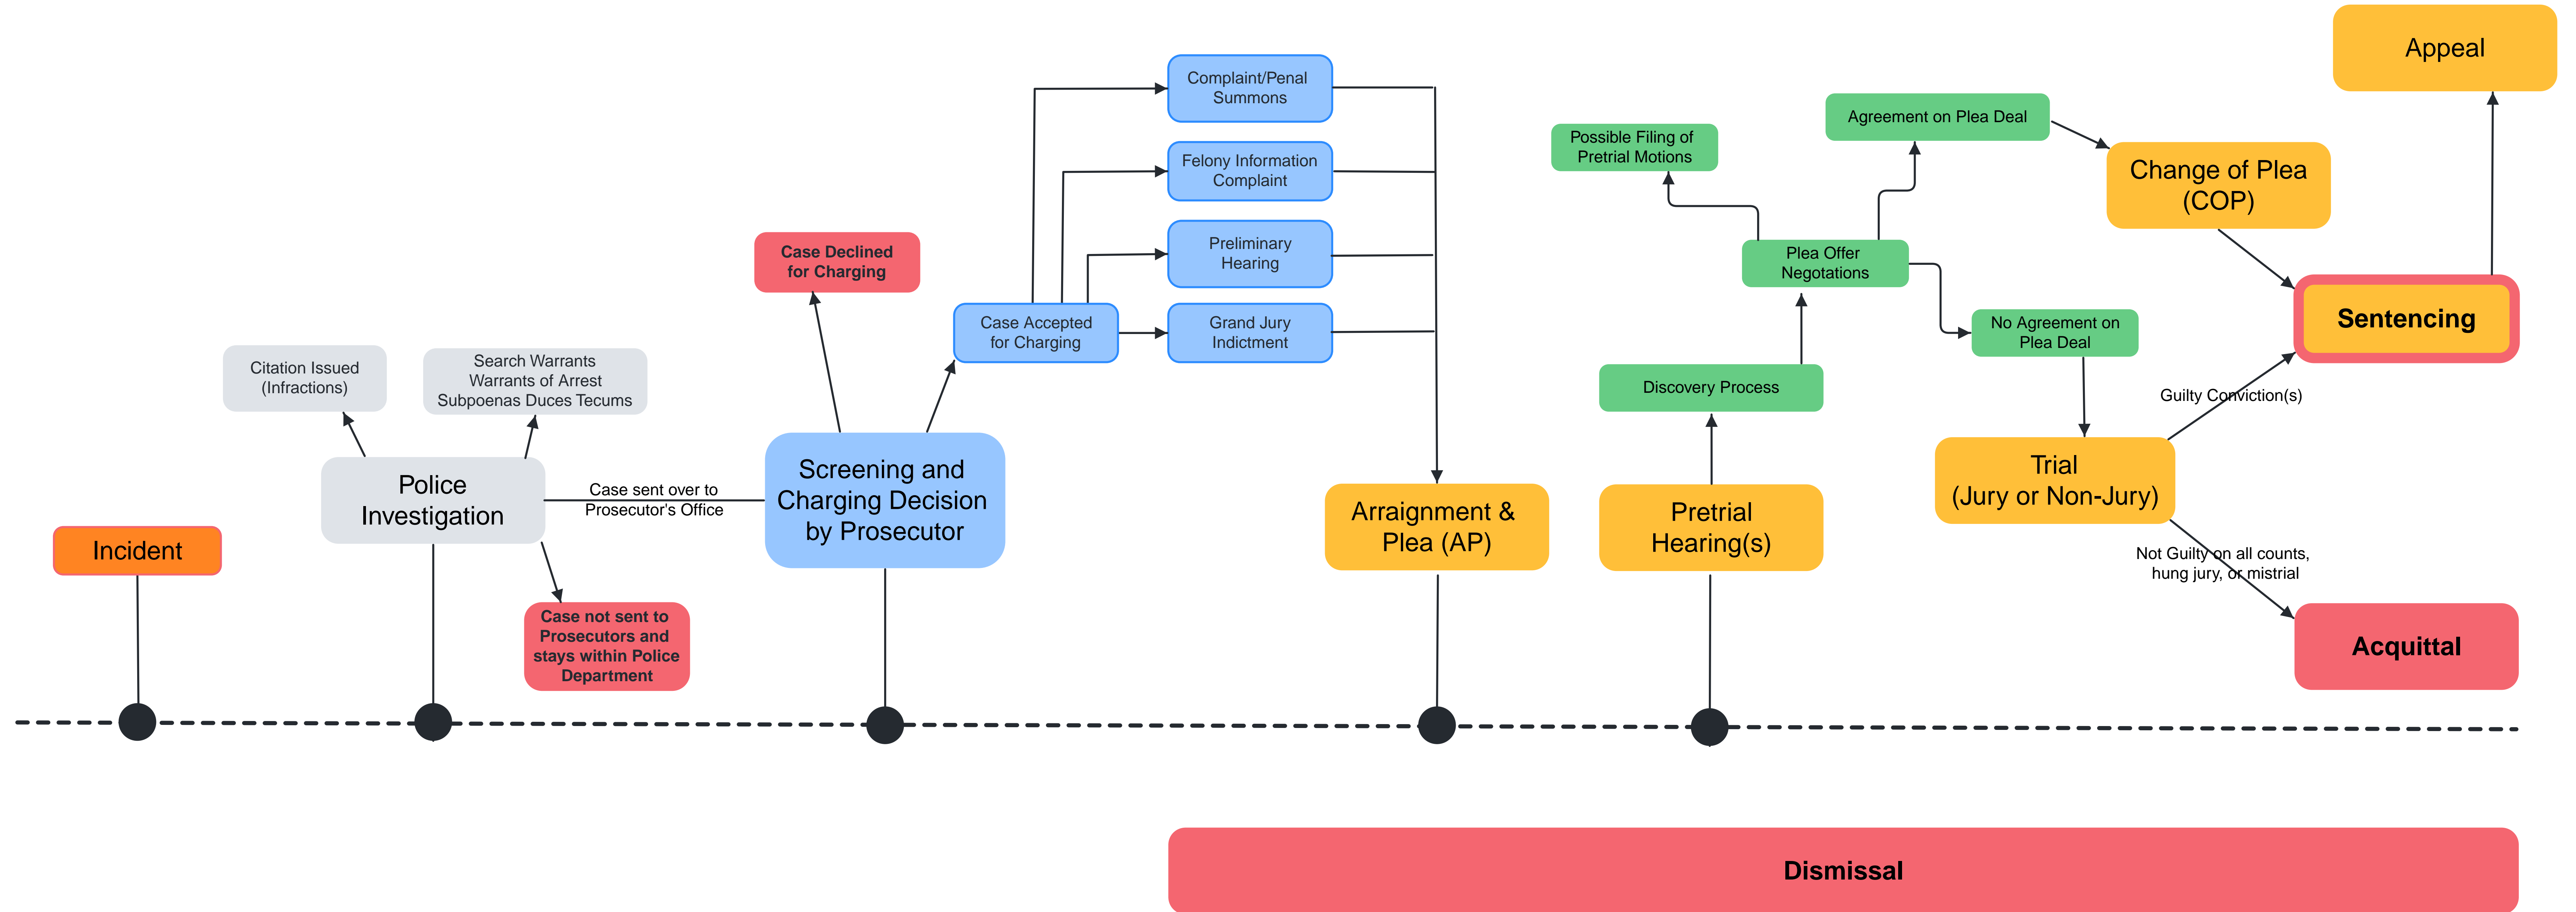 Appeal
Complaint/Penal
Summons
Agreement on Plea Deal
Possible Filing of
Pretrial Motions
Felony Information
Complaint
Change of Plea
(COP)
Case Declined
for Charging
Preliminary
Hearing
Plea Offer
Negotations
Case Accepted
for Charging
Grand Jury
Indictment
No Agreement on
Plea Deal
Sentencing
Citation Issued
(Infractions)
Search Warrants
Warrants of Arrest
Subpoenas Duces Tecums
Discovery Process
Guilty Conviction(s)
Police
Investigation
Case sent over to
Prosecutor's Office
Screening and
Charging Decision
by Prosecutor
Arraignment &
Plea (AP)
Pretrial
Hearing(s)
Trial
(Jury or Non-Jury)
Incident
Not Guilty on all counts,
hung jury, or mistrial
Case not sent to
Prosecutors and
stays within Police
Department
Acquittal
Dismissal